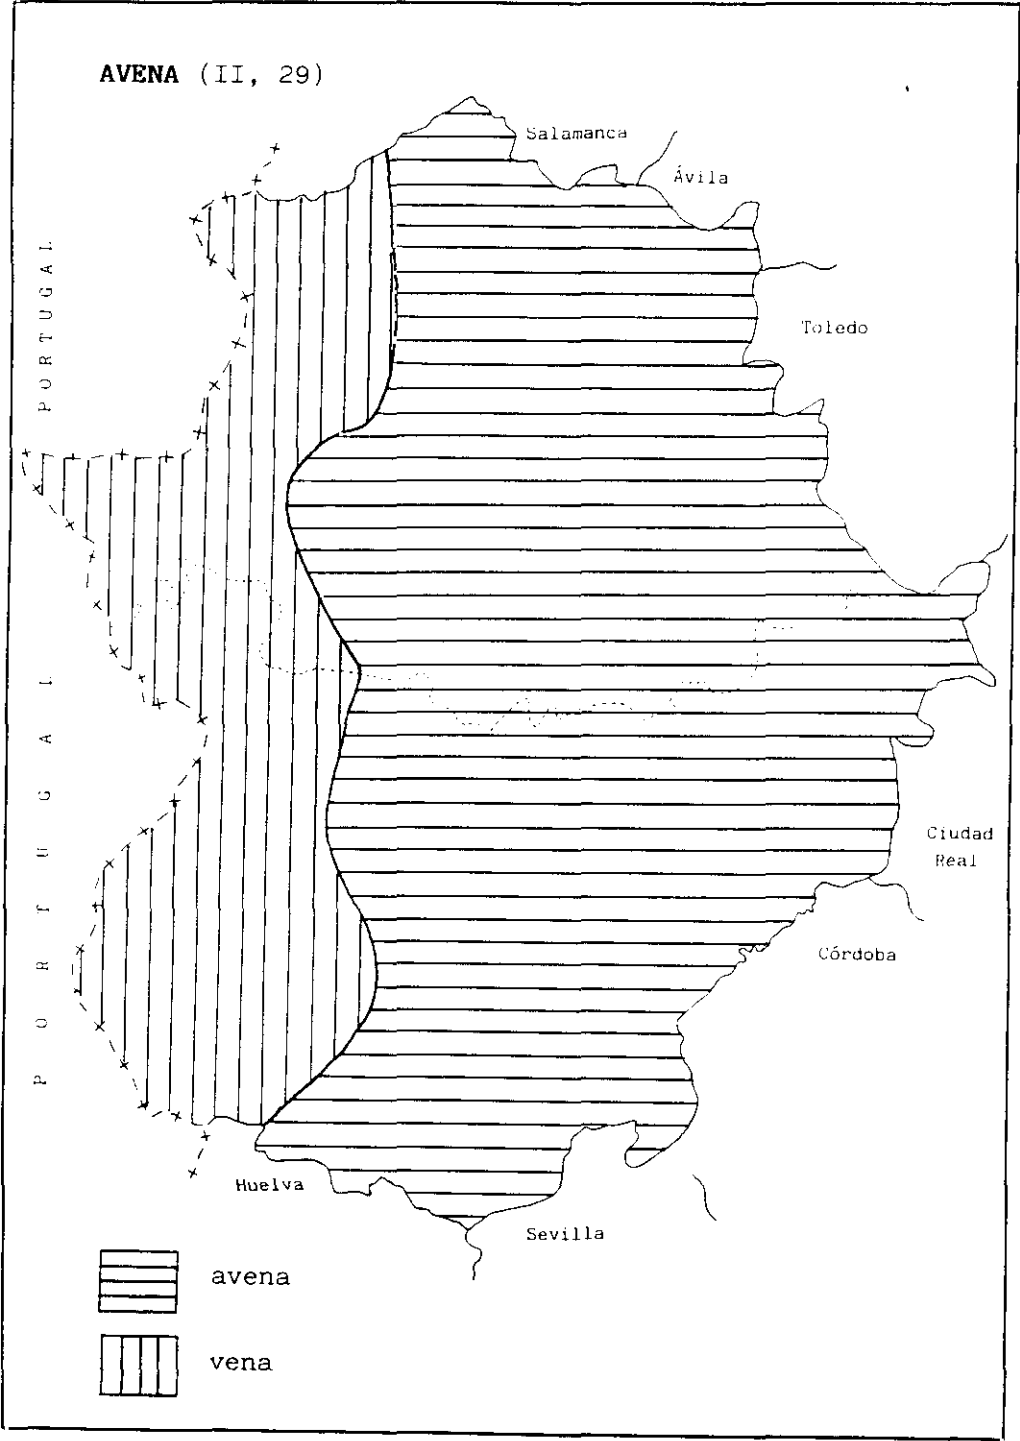 AVENA (II, 29)
Salamanca
Ávila
PORTUGAL
Toledo
PORTUGAL
Ciudad
Real
Córdoba
Huelva
Sevilla
avena
vena